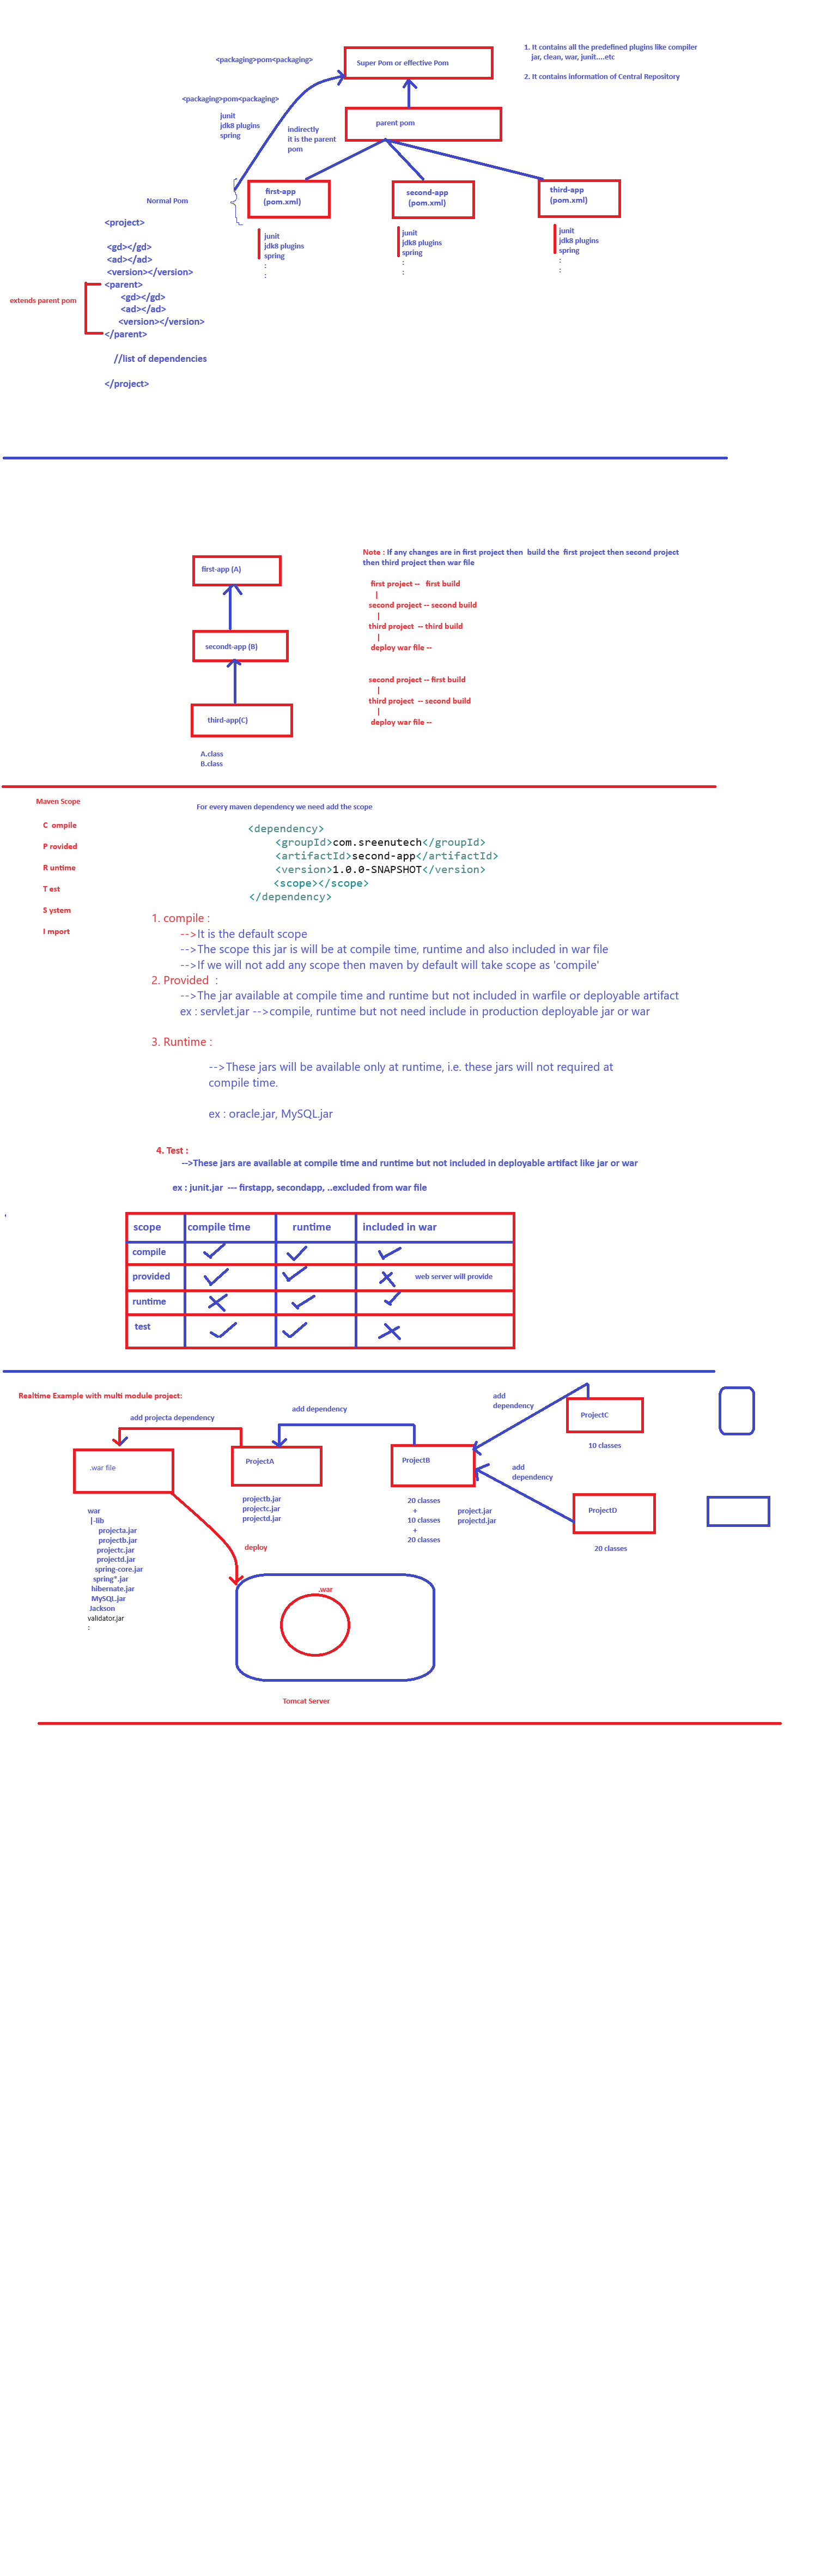 <packaging>pom<packaging>
Super Pom or effective Pom
1. It contains all the predefined plugins like compiler
jar, clean, war, junit....etc
2. It contains information of Central Repository
<packaging>pom<packaging>
junit
jdk8 plugins
spring
indirectly
it is the parent
pom
parent pom
Normal Pom
first-app
(pom.xml)
second-app
(pom.xml)
third-app
(pom.xml)
junit
jdk8 plugins
spring
:
:
junit
jdk8 plugins
spring
:
:
junit
jdk8 plugins
spring
:
:
<project>
<gd></gd>
<ad></ad>
<version></version>
<parent>
<gd></gd>
<ad></ad>
<version></version>
</parent>
extends parent pom
//list of dependencies
</project>
first-app (A)
secondt-app (B)
third-app(C)
A.class
B.class
Note : If any changes are in first project then build the first project then second project
then third project then war file
first project -- first build
|
second project -- second build
|
third project -- third build
|
deploy war file --
second project -- first build
|
third project -- second build
|
deploy war file --
Maven Scope
C ompile
P rovided
R untime
T est
S ystem
I mport
For every maven dependency we need add the scope
<dependency>
<groupId>com.sreenutech</groupId>
<artifactId>second-app</artifactId>
<version>1.0.0-SNAPSHOT</version>
<scope></scope>
</dependency>
1. compile :
-->It is the default scope
-->The scope this jar is will be at compile time, runtime and also included in war file
-->If we will not add any scope then maven by default will take scope as 'compile'
2. Provided :
-->The jar available at compile time and runtime but not included in warfile or deployable artifact
ex : servlet.jar -->compile, runtime but not need include in production deployable jar or war
3. Runtime :
-->These jars will be available only at runtime, i.e. these jars will not required at
compile time.
ex : oracle.jar, MySQL.jar
4. Test :
-->These jars are available at compile time and runtime but not included in deployable artifact like jar or war
ex : junit.jar --- firstapp, secondapp, ..excluded from war file
scope compile time runtime included in war
compile
provided web server will provide
runtime
test
Realtime Example with multi module project:
add projecta dependency
add dependency
add
dependency
ProjectC
10 classes
.war file
ProjectA
ProjectB
add
dependency
ProjectD
20 classes
projectb.jar
projectc.jar
projectd.jar
20 classes
+
10 classes
+
20 classes
project.jar
projectd.jar
war
|-lib
projecta.jar
projectb.jar
projectc.jar
projectd.jar
spring-core.jar
spring*.jar
hibernate.jar
MySQL.jar
Jackson
validator.jar
:
deploy
.war
Tomcat Server